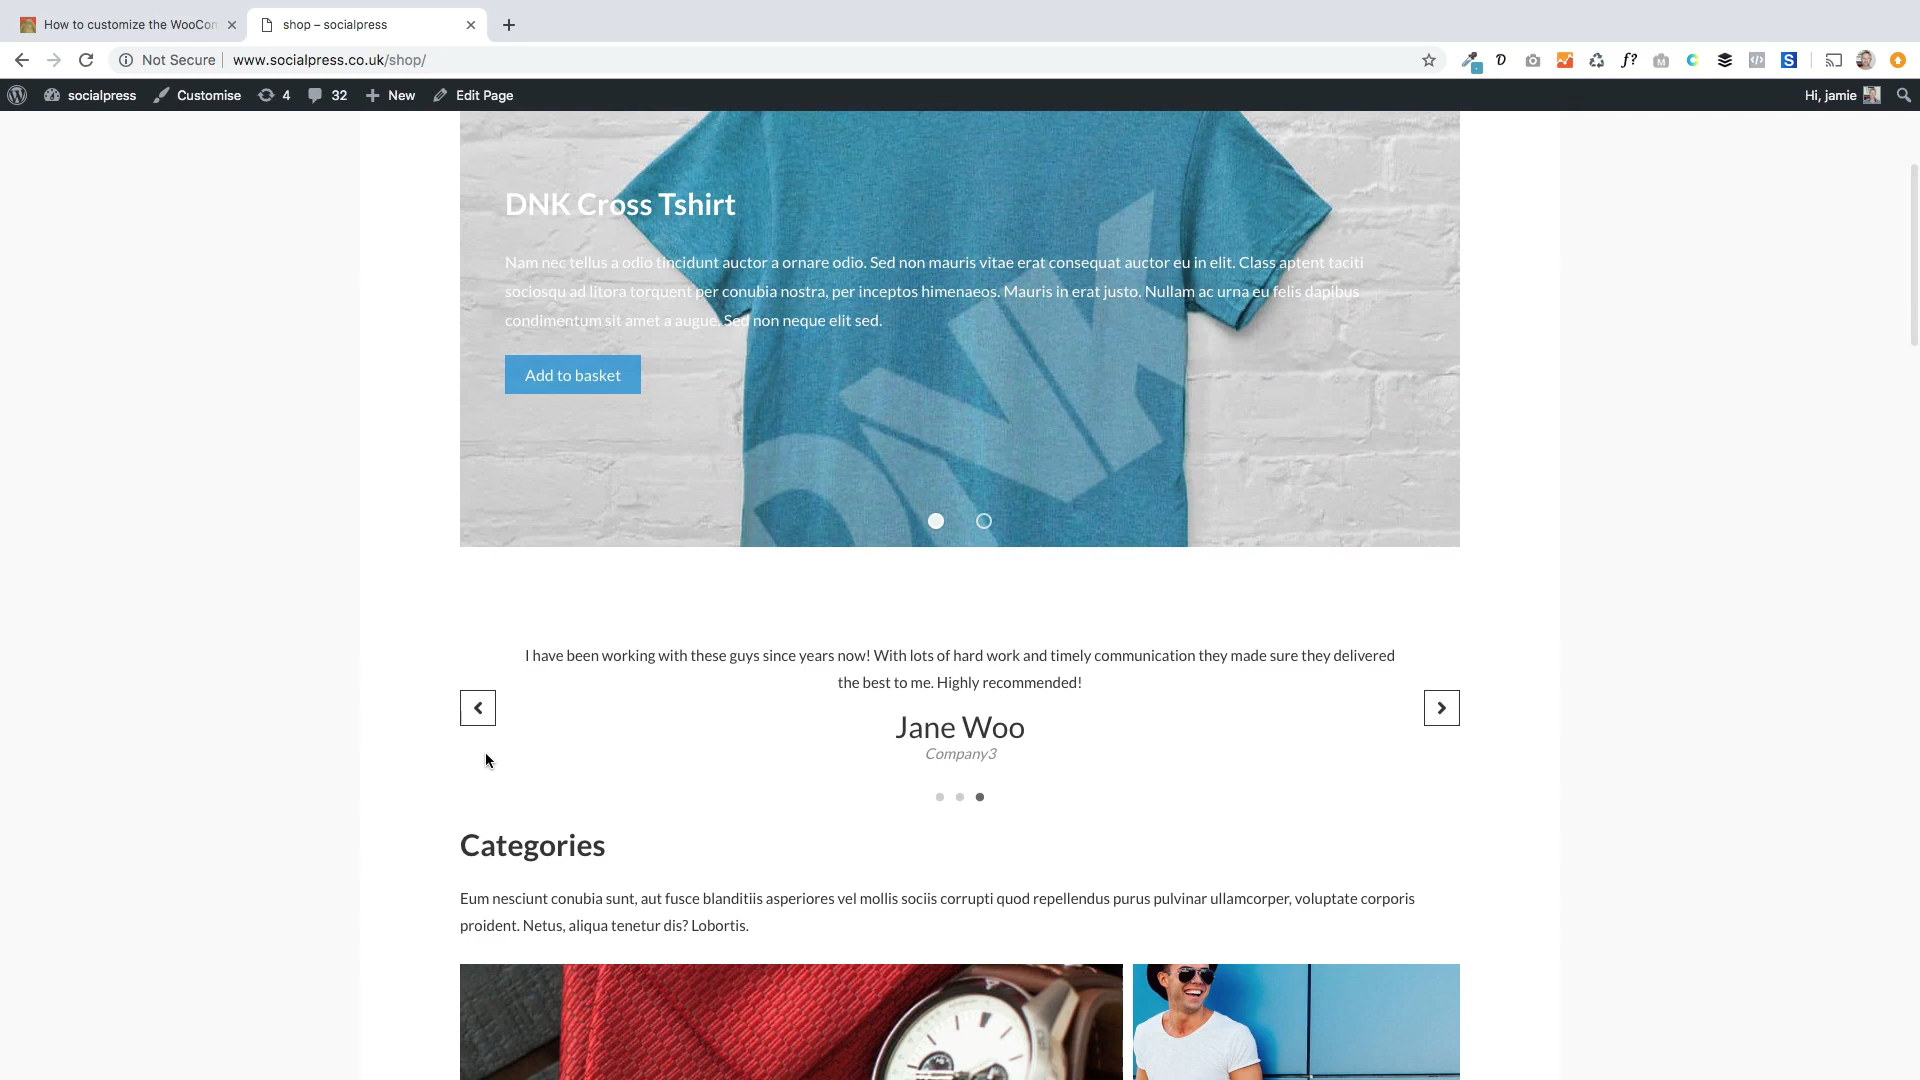 How to customize the WooCon
shop – socialpress
Not Secure
www.socialpress.co.uk/shop/
D
f?
M
S
socialpress
Customise
4
32
New
Edit Page
Hi, jamie
DNK Cross Tshirt
Nam nec tellus a odio tincidunt auctor a ornare odio. Sed non mauris vitae erat consequat auctor eu in elit. Class aptent taciti
sociosqu ad litora torquent per conubia nostra, per inceptos himenaeos. Mauris in erat justo. Nullam ac urna eu felis dapibus
condimentum sit amet a augue. Sed non neque elit sed.
Add to basket
DNK
I have been working with these guys since years now! With lots of hard work and timely communication they made sure they delivered
the best to me. Highly recommended!
Jane Woo
Company3
Categories
Eum nesciunt conubia sunt, aut fusce blanditiis asperiores vel mollis sociis corrupti quod repellendus purus pulvinar ullamcorper, voluptate corporis
proident. Netus, aliqua tenetur dis? Lobortis.